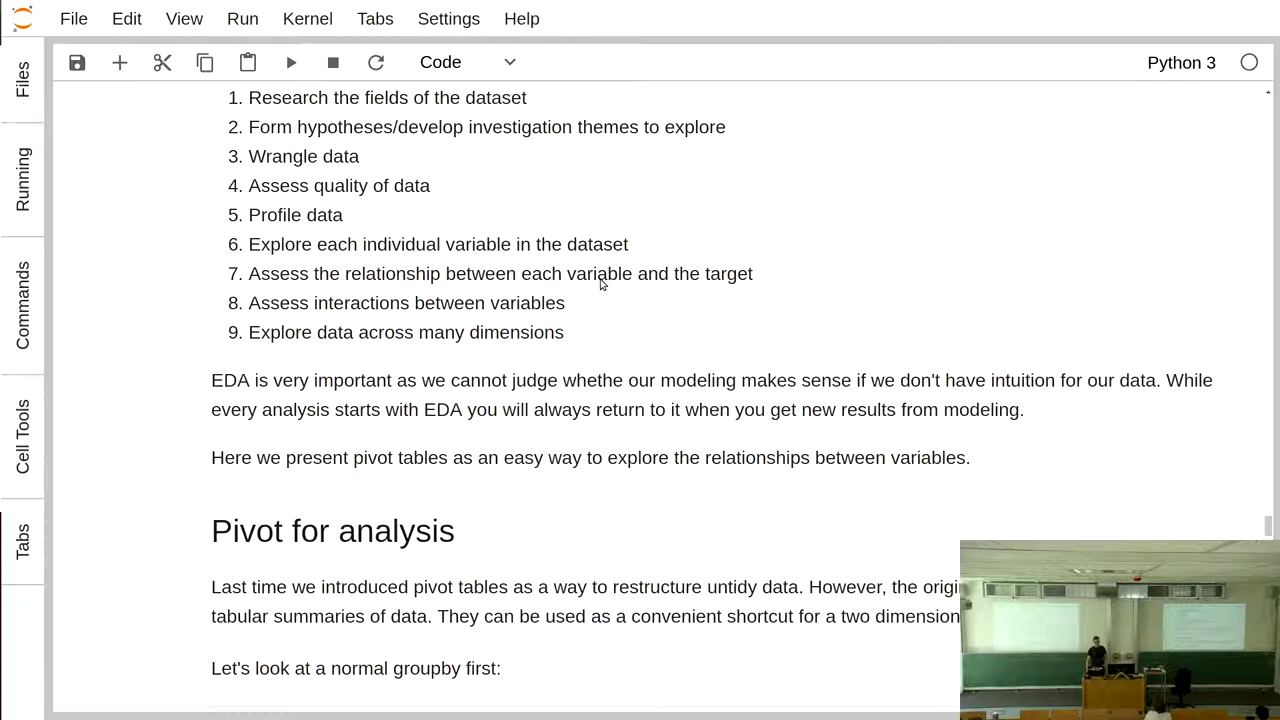 File Edit View Run Kernel Tabs Settings Help
Code
Python 3
Files
Running
Commands
Cell Tools
Tabs
1. Research the fields of the dataset
2. Form hypotheses/develop investigation themes to explore
3. Wrangle data
4. Assess quality of data
5. Profile data
6. Explore each individual variable in the dataset
7. Assess the relationship between each variable and the target
8. Assess interactions between variables
9. Explore data across many dimensions
EDA is very important as we cannot judge whethe our modeling makes sense if we don't have intuition for our data. While
every analysis starts with EDA you will always return to it when you get new results from modeling.
Here we present pivot tables as an easy way to explore the relationships between variables.
Pivot for analysis
Last time we introduced pivot tables as a way to restructure untidy data. However, the origi
tabular summaries of data. They can be used as a convenient shortcut for a two dimension
Let's look at a normal groupby first: